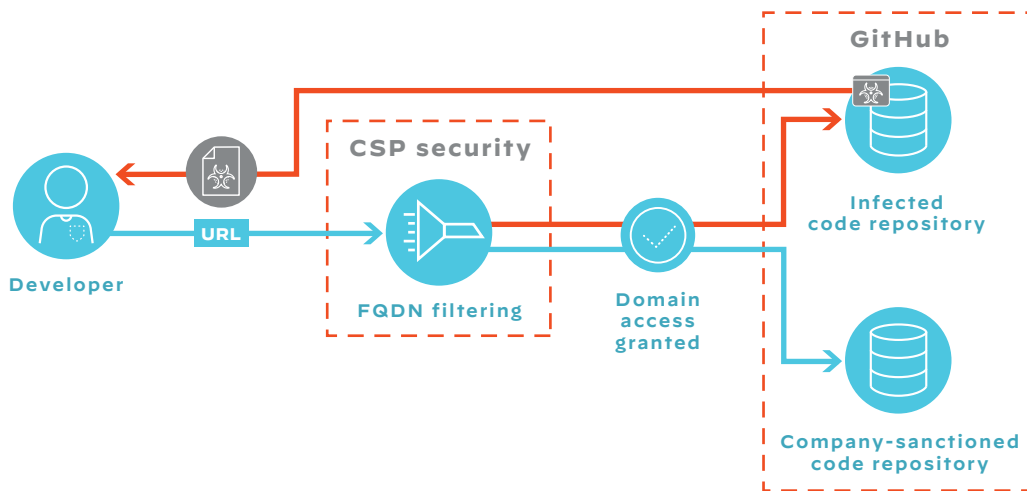 GitHub
CSP security
URL
Developer
FQDN filtering
Domain
access
granted
Infected
code repository
Company-sanctioned
code repository